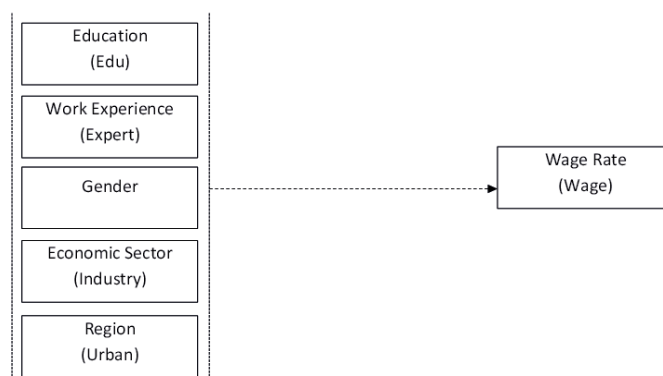 Education
(Edu)
Work Experience
(Expert)
Gender
Economic Sector
(Industry)
Region
(Urban)
Wage Rate
(Wage)